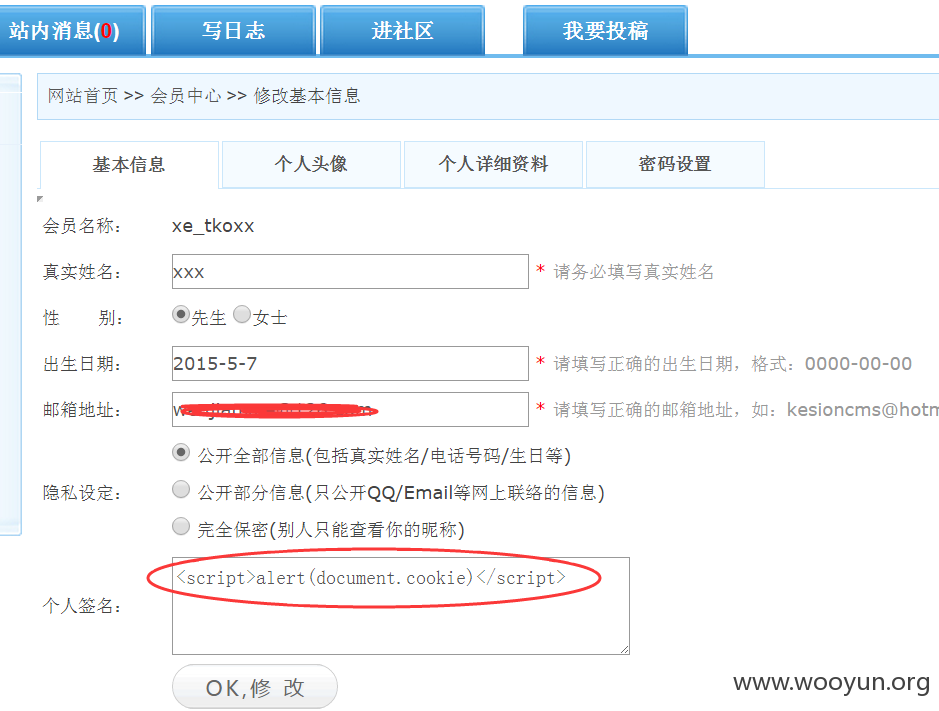 站内消息(0) 写日志 进社区 我要投稿
网站首页 >> 会员中心 >> 修改基本信息
基本信息 个人头像 个人详细资料 密码设置
会员名称： xe_tkoxx
真实姓名： xxx * 请务必填写真实姓名
性 别： 先生 女士
出生日期： 2015-5-7 * 请填写正确的出生日期，格式：0000-00-00
邮箱地址： * 请填写正确的邮箱地址，如：kesioncms@hotm
公开全部信息(包括真实姓名/电话号码/生日等)
隐私设定： 公开部分信息(只公开QQ/Email等网上联络的信息)
完全保密(别人只能查看你的昵称)
<script>alert(document.cookie)</script>
个人签名：
OK,修 改
www.wooyun.org